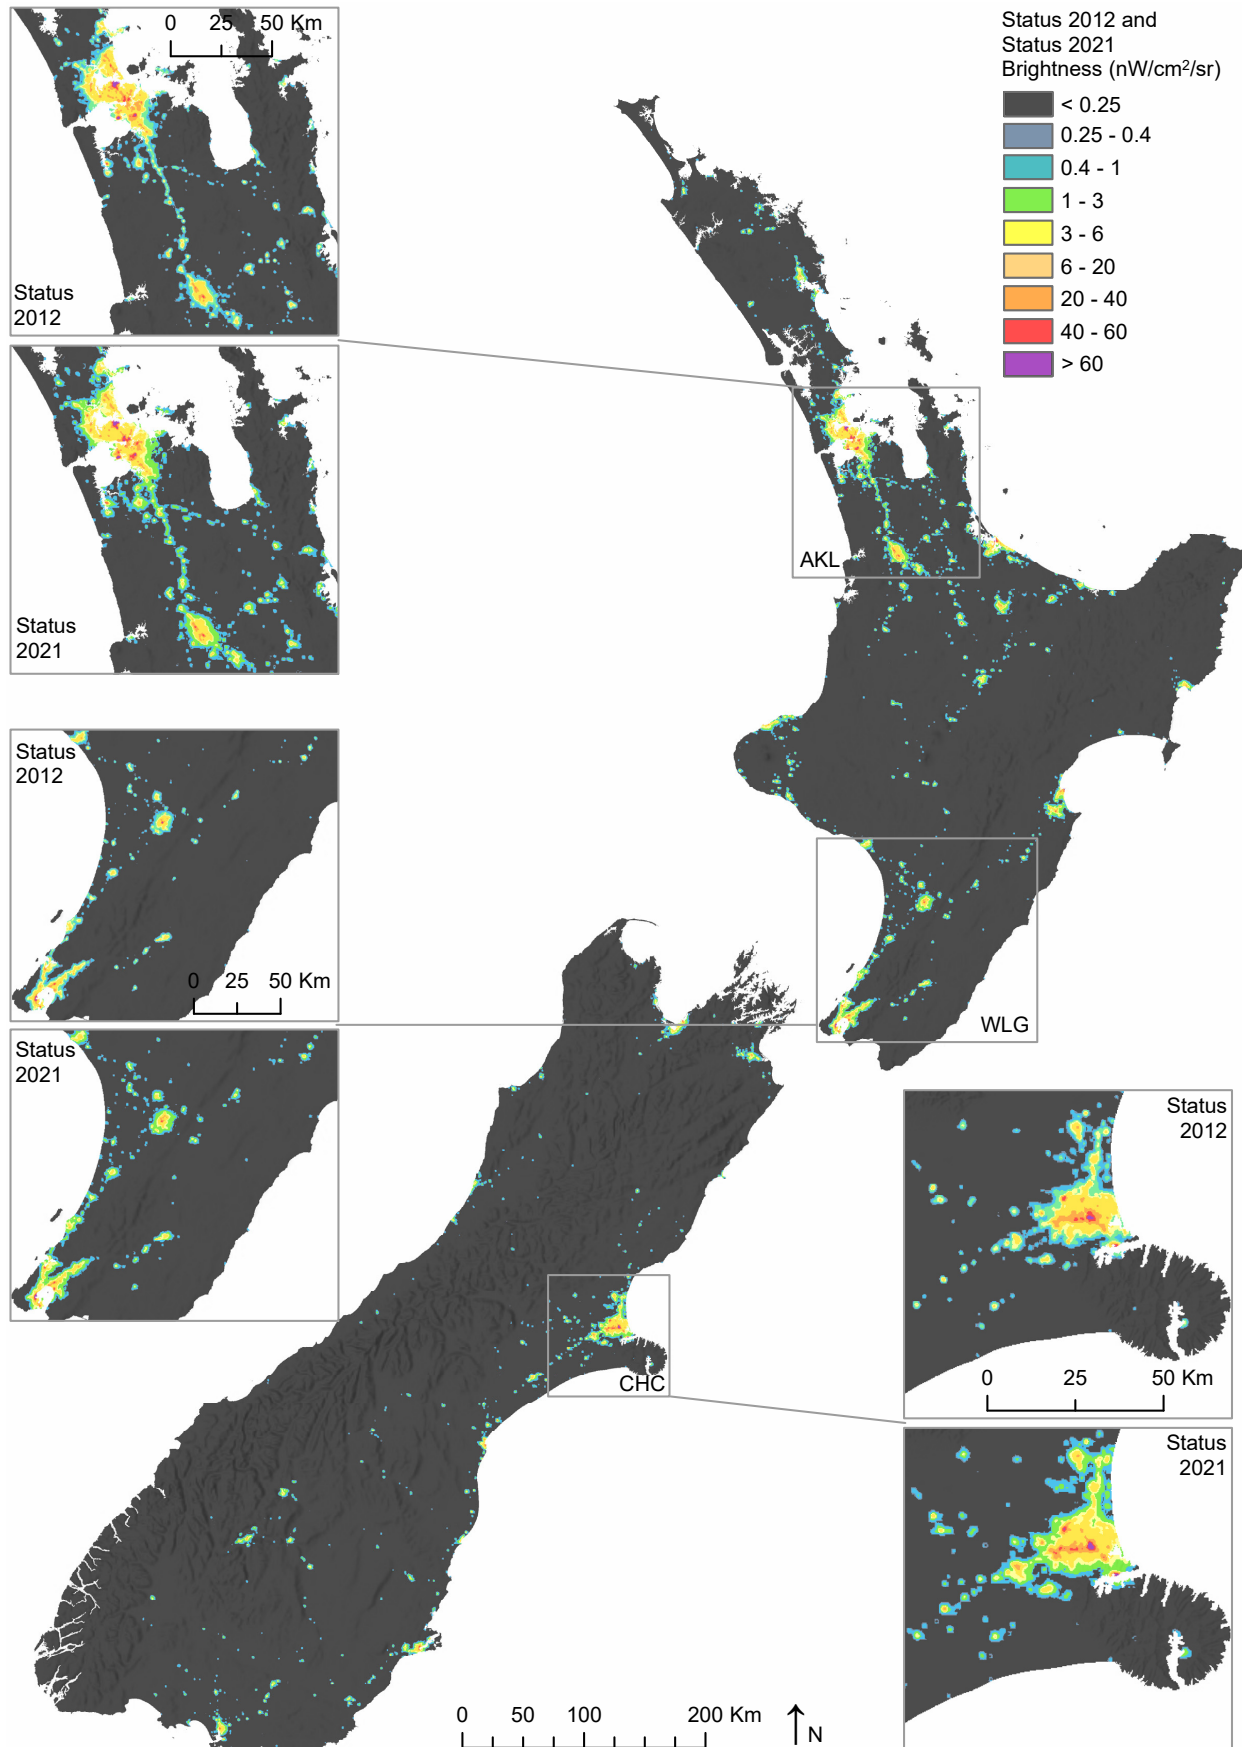 0 25 50 Km
Status
2012
Status
2021
Status 2012 and
Status 2021
Brightness (nW/cm²/sr)
< 0.25
0.25 - 0.4
0.4 - 1
1 - 3
3 - 6
6 - 20
20 - 40
40 - 60
> 60
AKL
Status
2012
0 25 50 Km
Status
2021
WLG
CHC
Status
2012
0 25 50 Km
Status
2021
0 50 100 200 Km
N